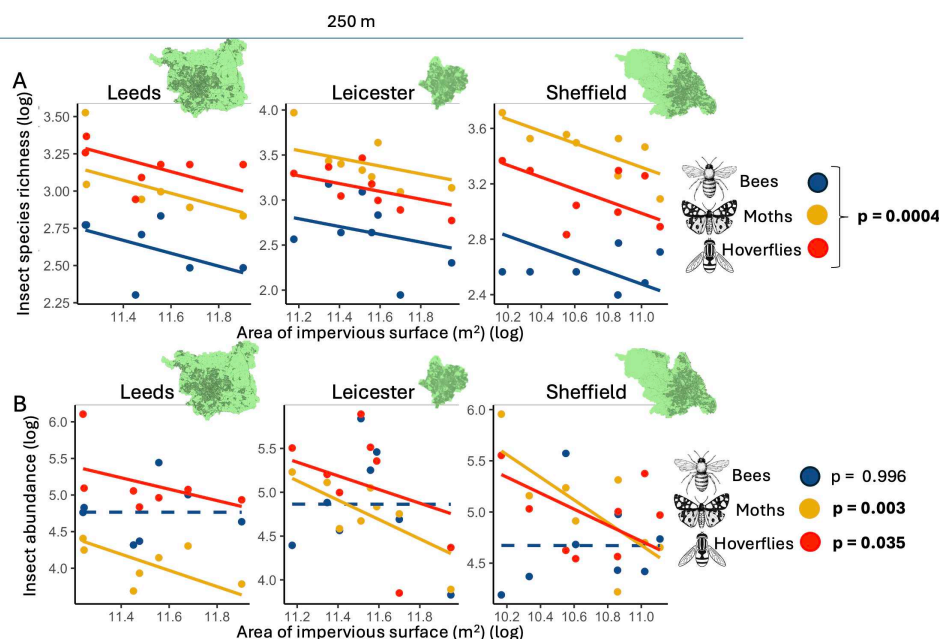 250 m
A
Leeds
Leicester
Sheffield
Insect species richness (log)
3.50
3.25
3.00
2.75
2.50
2.25
4.0
3.5
3.0
2.5
2.0
3.6
3.2
2.8
2.4
11.4 11.6 11.8
11.2 11.4 11.6 11.8
10.2 10.4 10.6 10.8 11.0
Area of impervious surface (m²) (log)
Bees
Moths
Hoverflies
p = 0.0004
B
Leeds
Leicester
Sheffield
Insect abundance (log)
6.0
5.5
5.0
4.5
4.0
5.5
5.0
4.5
4.0
6.0
5.5
5.0
4.5
11.4 11.6 11.8
11.2 11.4 11.6 11.8
10.2 10.4 10.6 10.8 11.0
Area of impervious surface (m²) (log)
Bees p = 0.996
Moths p = 0.003
Hoverflies p = 0.035